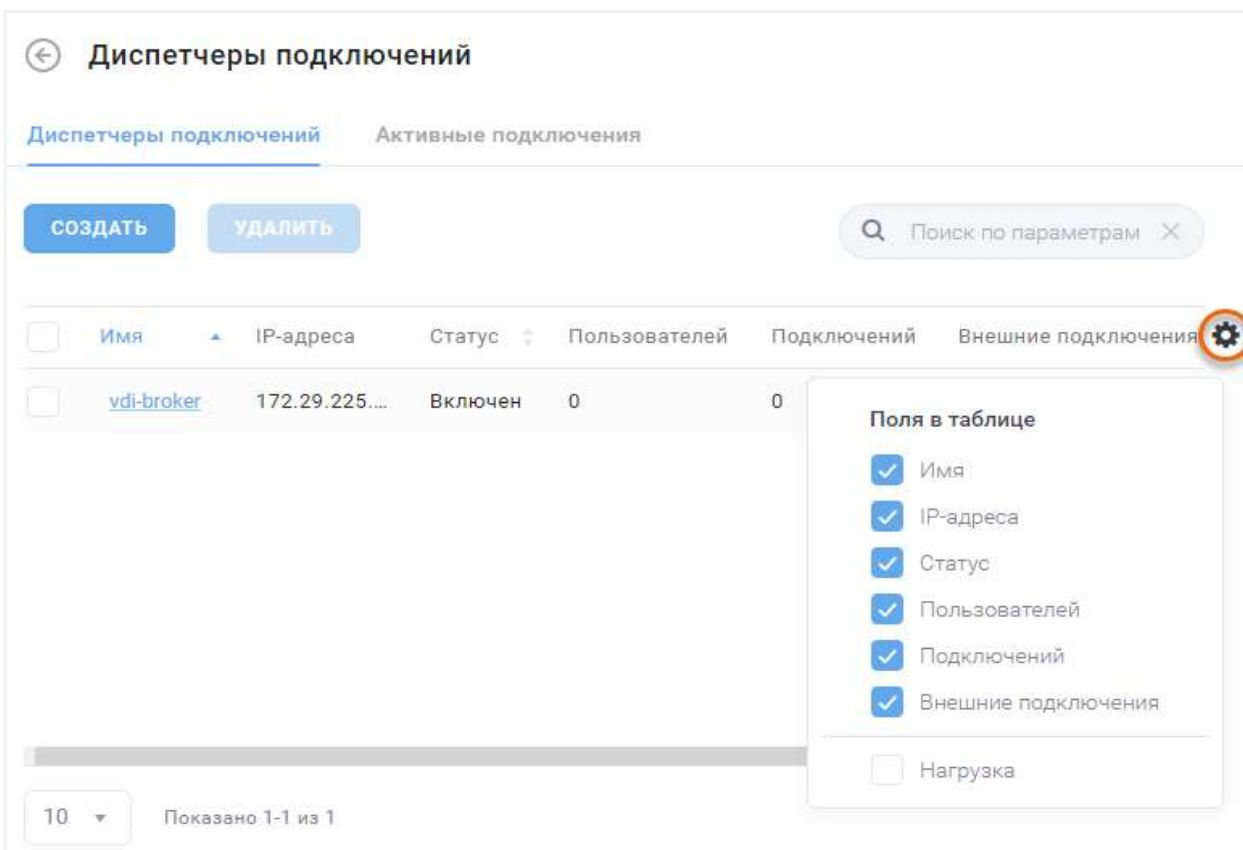 Диспетчеры подключений
Диспетчеры подключений Активные подключения
СОЗДАТЬ УДАЛИТЬ Поиск по параметрам
Имя IP-адреса Статус Пользователей Подключений Внешние подключения
vdi-broker 172.29.225.... Включен 0 0
Поля в таблице
Имя
IP-адреса
Статус
Пользователей
Подключений
Внешние подключения
Нагрузка
10 Показано 1-1 из 1